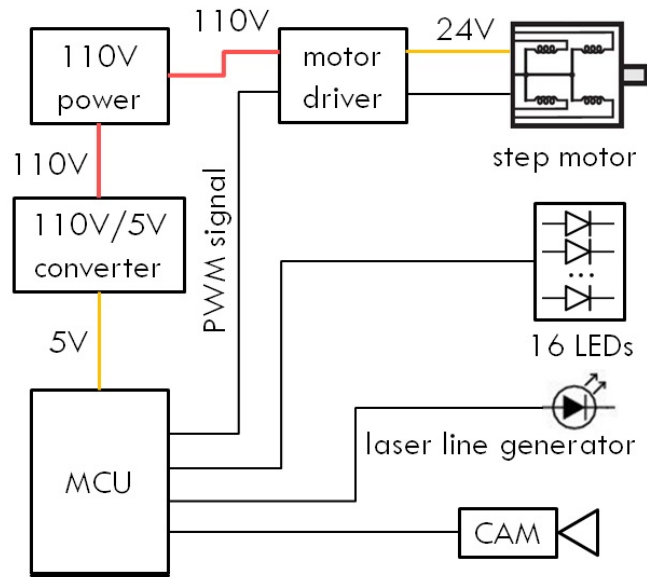 110V
110V
power
motor
driver
24V
step motor
110V
110V/5V
converter
PWM signal
5V
...
16 LEDs
laser line generator
MCU
CAM